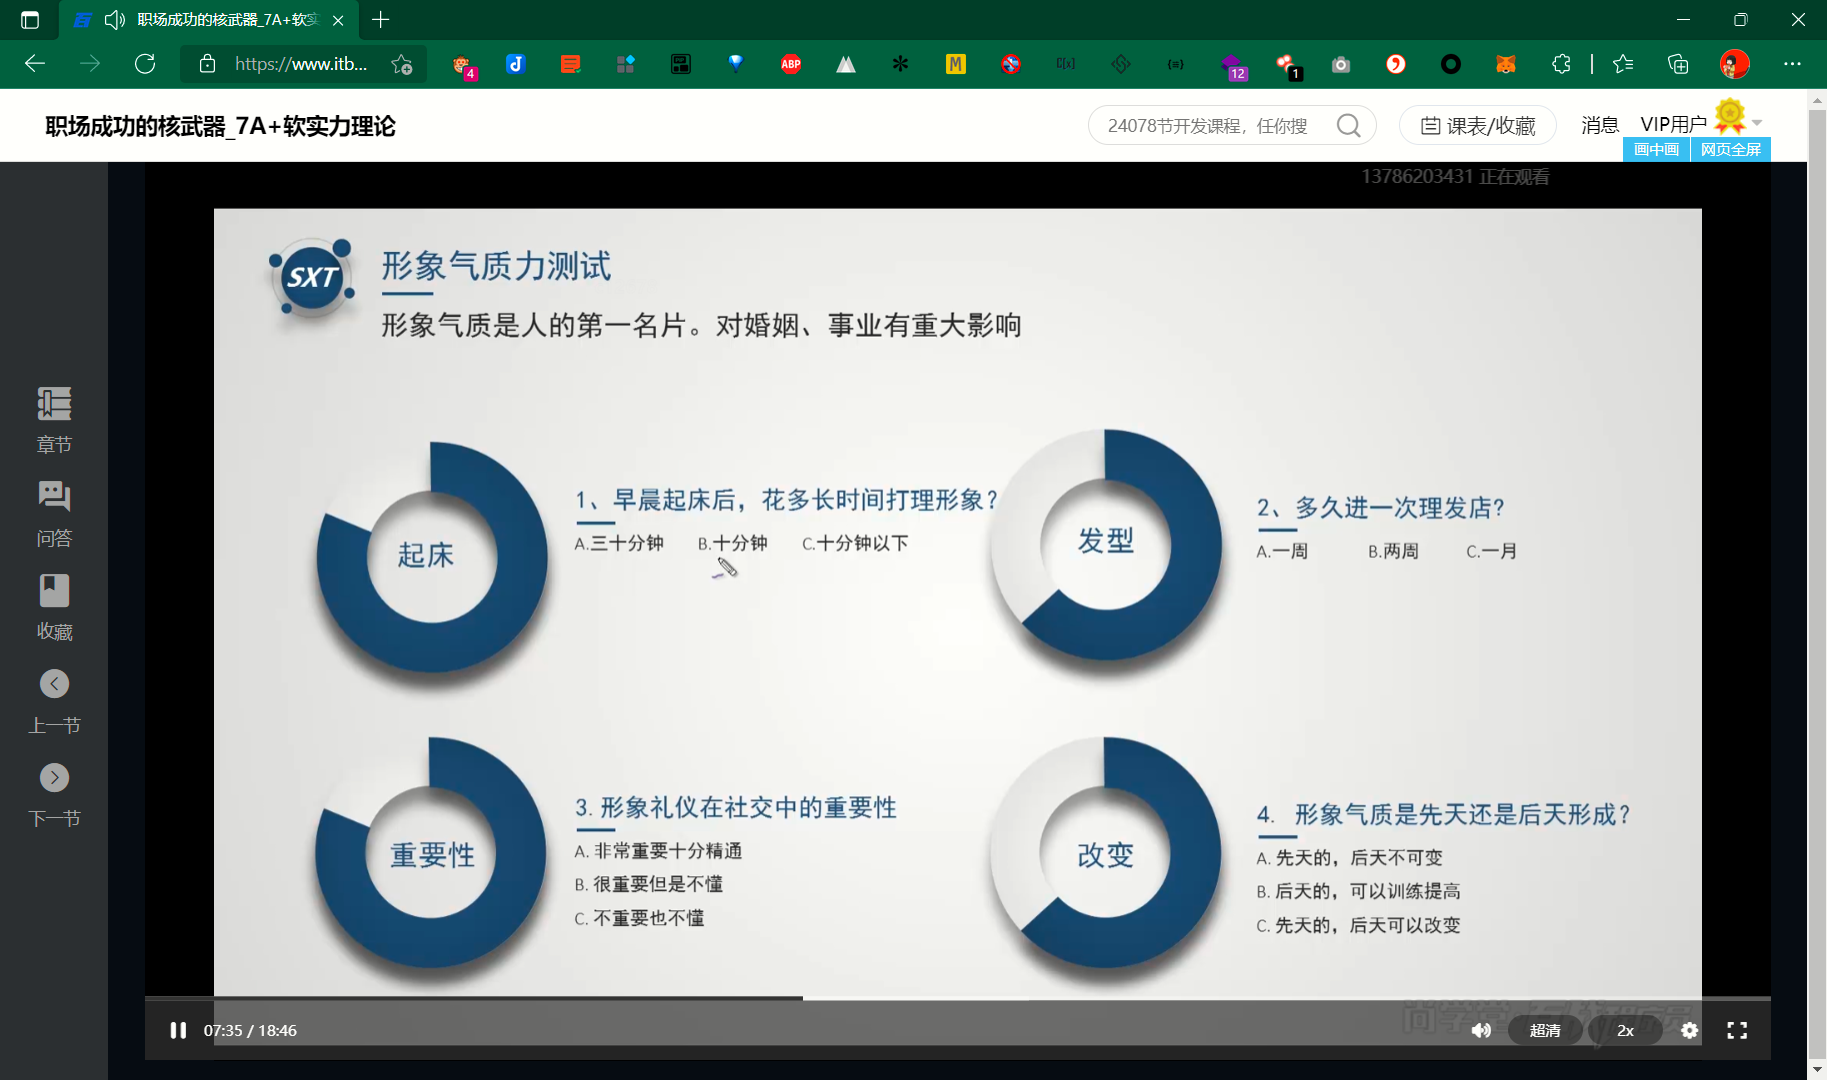 职场成功的核武器_7A+软实
https://www.itb...
4
ABP
M
C[x]
12
1
职场成功的核武器_7A+软实力理论
24078节开发课程，任你搜
课表/收藏
消息
VIP用户
画中画
网页全屏
13786203431 正在观看
SXT
形象气质力测试
形象气质是人的第一名片。对婚姻、事业有重大影响
起床
1、早晨起床后，花多长时间打理形象？
A.三十分钟 B.十分钟 C.十分钟以下
发型
2、多久进一次理发店？
A.一周 B.两周 C.一月
重要性
3. 形象礼仪在社交中的重要性
A. 非常重要十分精通
B. 很重要但是不懂
C. 不重要也不懂
改变
4. 形象气质是先天还是后天形成？
A. 先天的，后天不可变
B. 后天的，可以训练提高
C. 先天的，后天可以改变
章节
问答
收藏
上一节
下一节
07:35 / 18:46
尚学堂
超清
2x